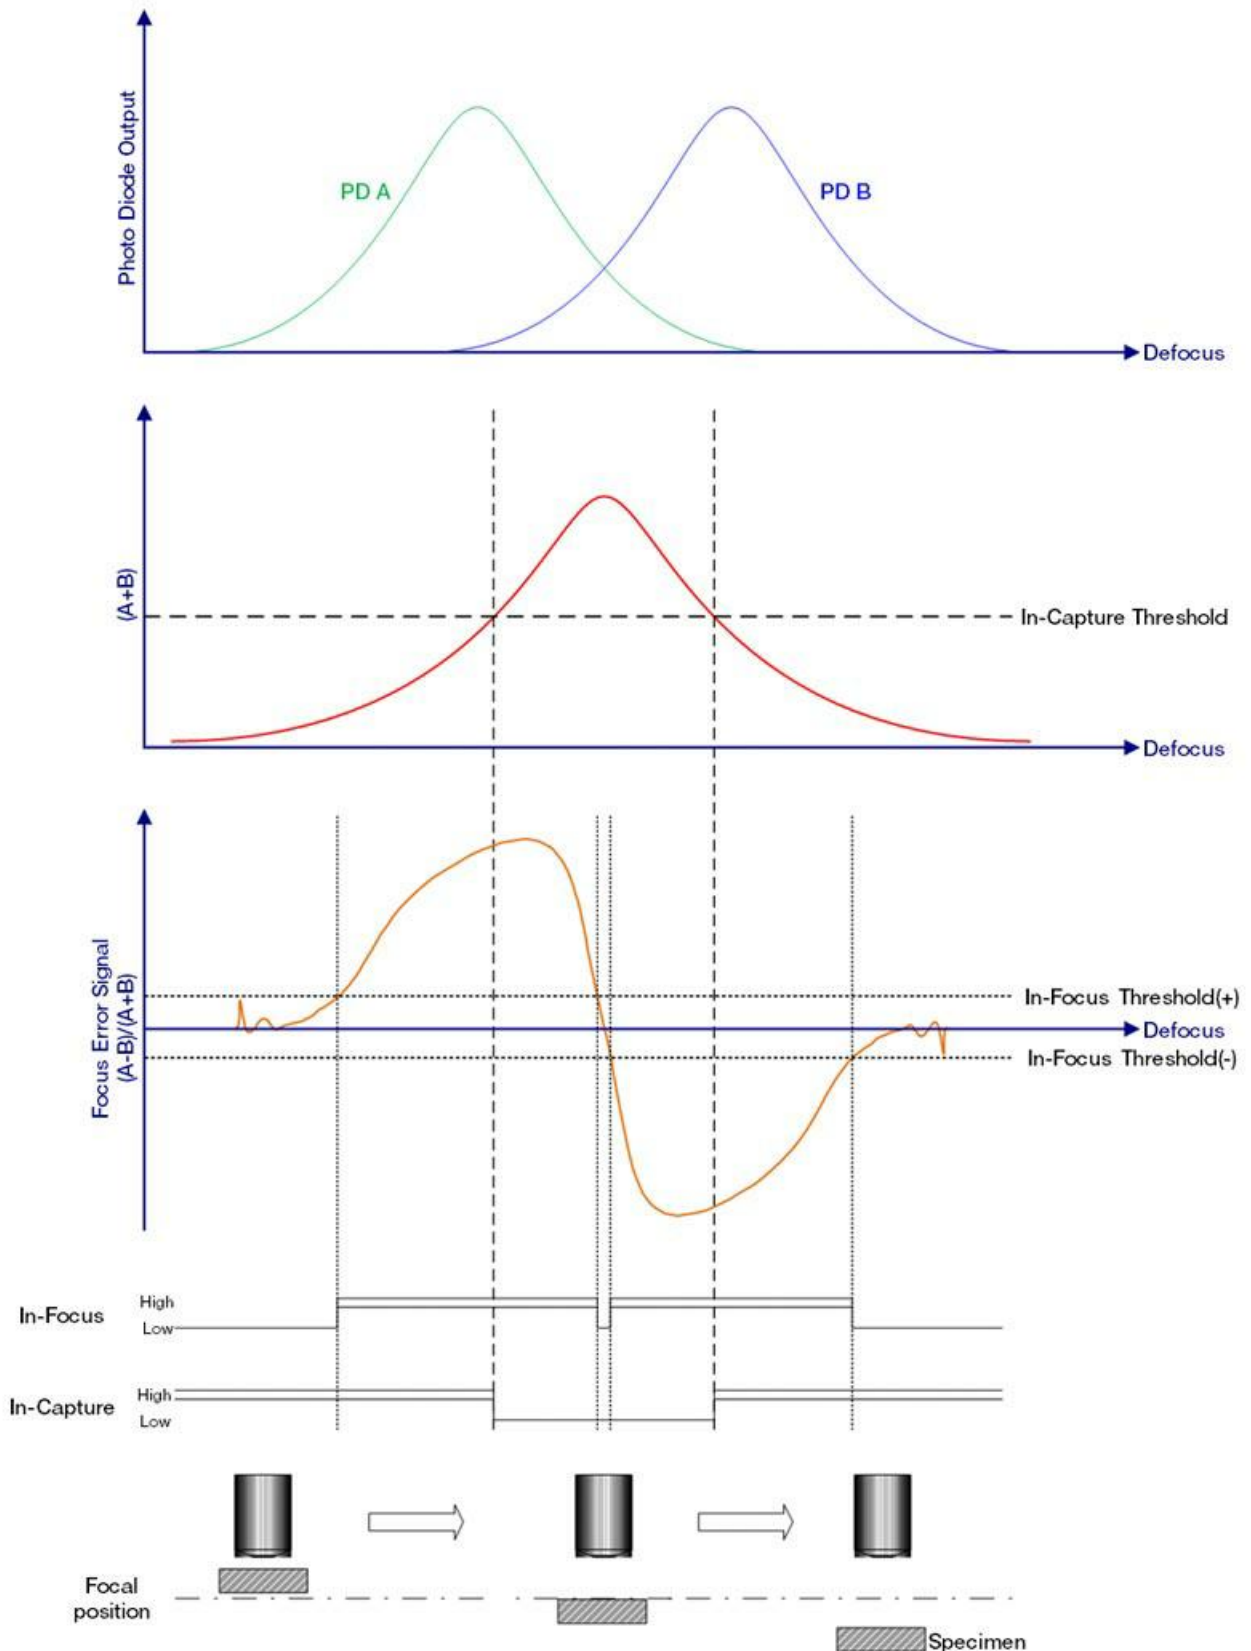 Photo Diode Output
PD A
PD B
Defocus
(A+B)
In-Capture Threshold
Defocus
Focus Error Signal
(A-B)/(A+B)
In-Focus Threshold(+)
Defocus
In-Focus Threshold(-)
In-Focus
High
Low
In-Capture
High
Low
Focal
position
Specimen